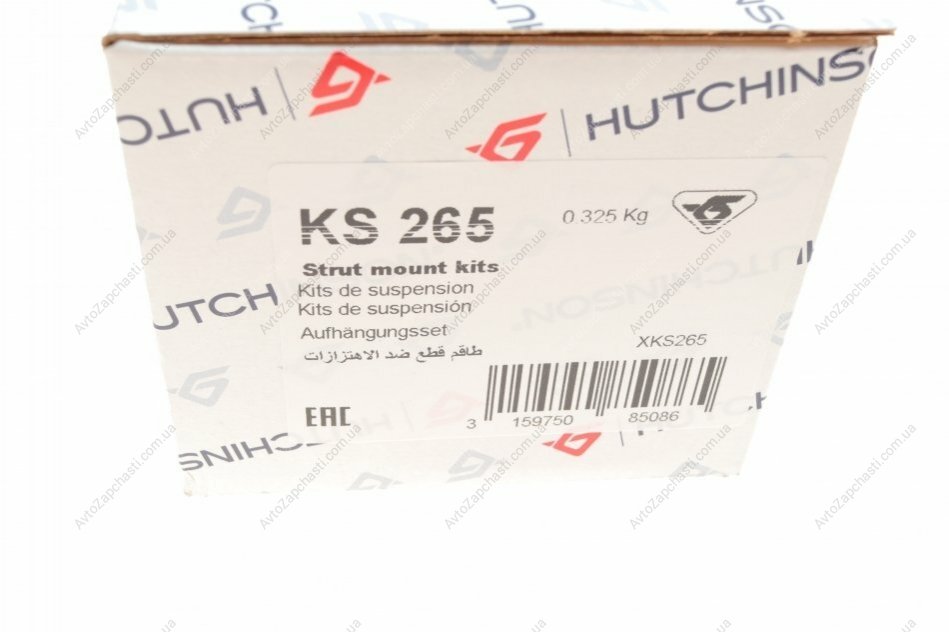 HUTCHINSON
KS 265
0.325 Kg
Strut mount kits
Kits de suspension
Kits de suspensión
Aufhängungsset
طاقم قطع ضد الاهتزازات
XKS265
EAC
3 159750 85086
AvtoZapchasti.com.ua